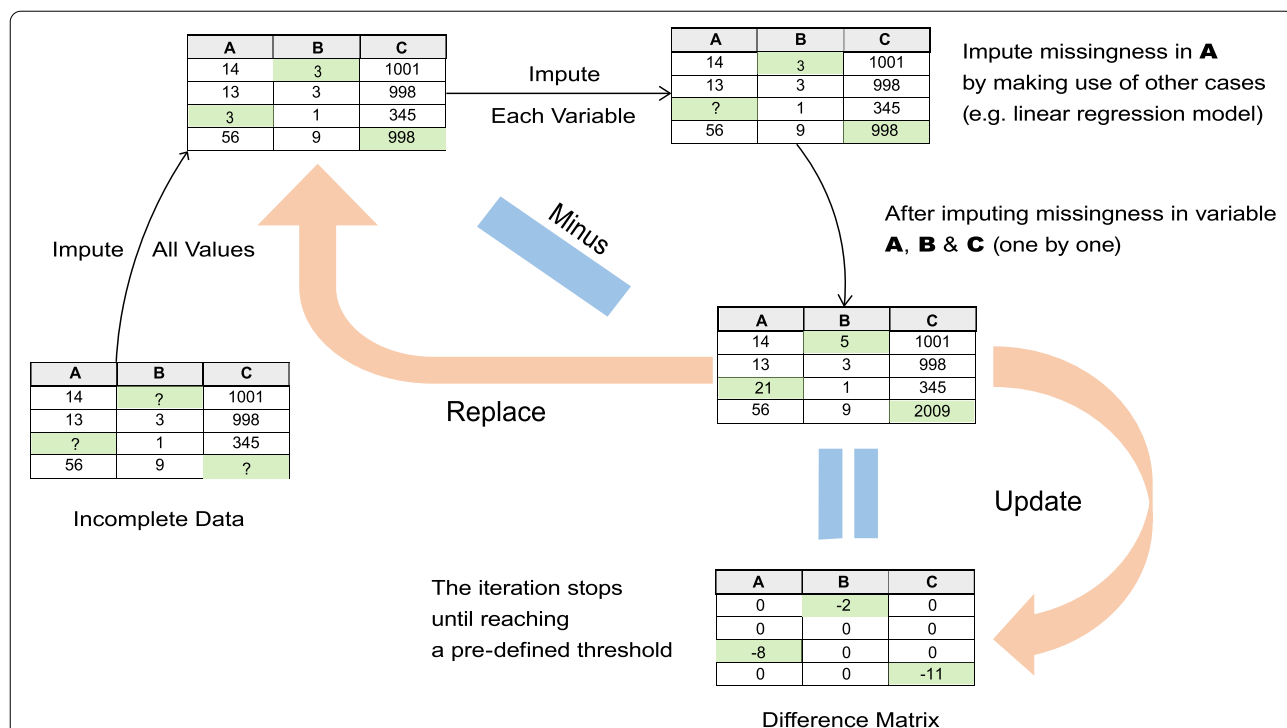 A B C
14 3 1001
13 3 998
3 1 345
56 9 998
Impute
Each Variable
A B C
14 3 1001
13 3 998
? 1 345
56 9 998
Impute missingness in A
by making use of other cases
(e.g. linear regression model)
Impute All Values
Minus
After imputing missingness in variable
A, B & C (one by one)
A B C
14 ? 1001
13 3 998
? 1 345
56 9 ?
Incomplete Data
Replace
A B C
14 5 1001
13 3 998
21 1 345
56 9 2009
Update
The iteration stops
until reaching
a pre-defined threshold
A B C
0 -2 0
0 0 0
-8 0 0
0 0 -11
Difference Matrix